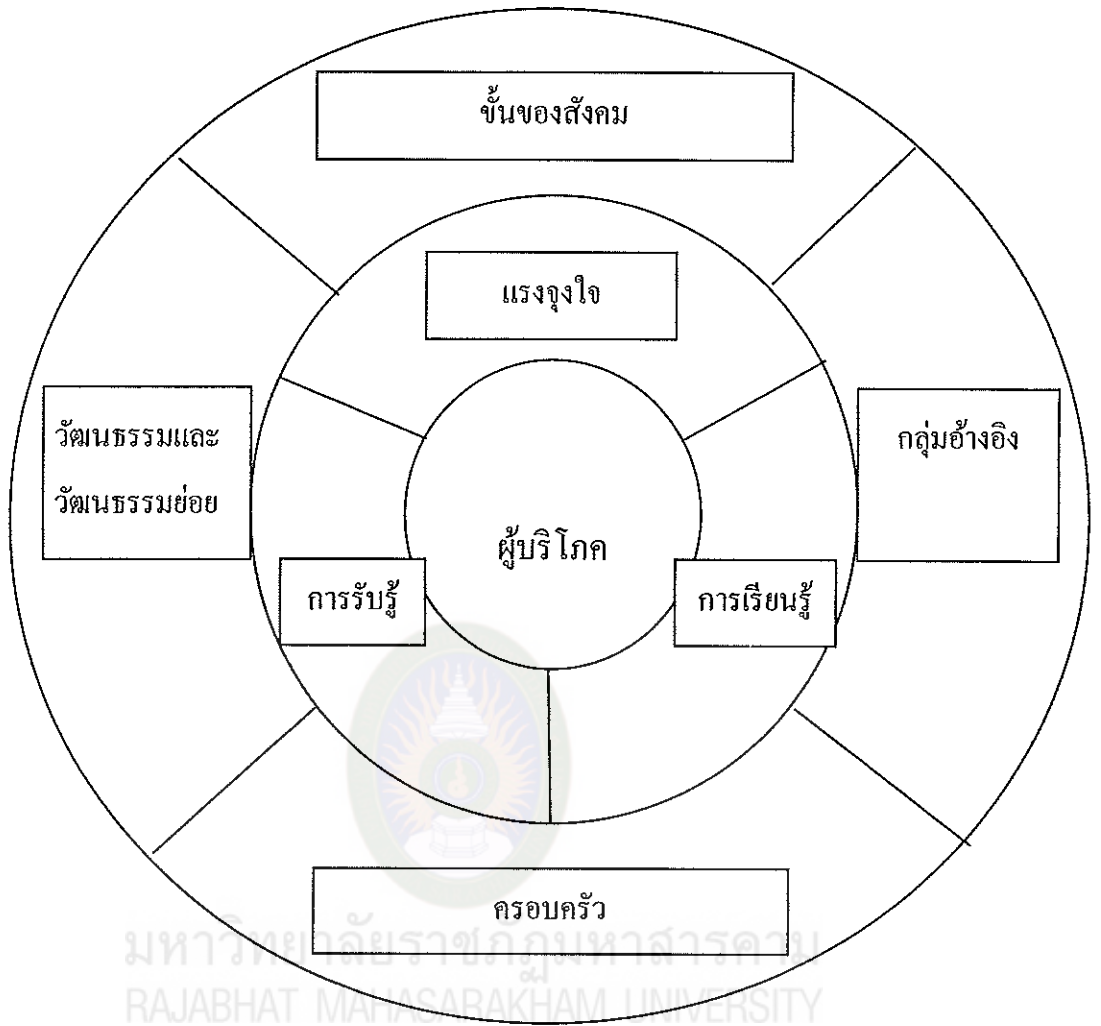 ขั้นของสังคม
แรงจูงใจ
วัฒนธรรมและ
วัฒนธรรมย่อย
กลุ่มอ้างอิง
ผู้บริโภค
การรับรู้
การเรียนรู้
ครอบครัว
มหาวิทยาลัยราชภัฏมหาสารคาม
RAJABHAT MAHASARAKHAM UNIVERSITY